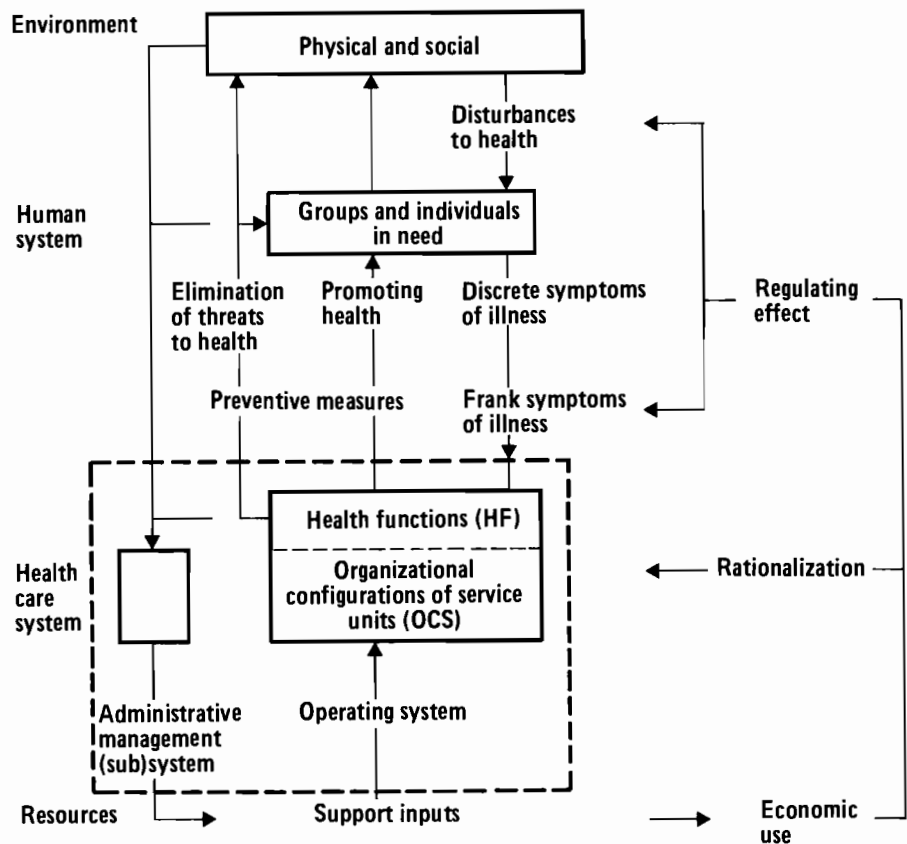 Environment
Physical and social
Disturbances
to health
Human
system
Groups and individuals
in need
Elimination
of threats
to health
Promoting
health
Discrete symptoms
of illness
Regulating
effect
Preventive measures
Frank symptoms
of illness
Health
care
system
Health functions (HF)
Organizational
configurations of service
units (OCS)
Rationalization
Administrative
management
(sub)system
Operating system
Resources
Support inputs
Economic
use